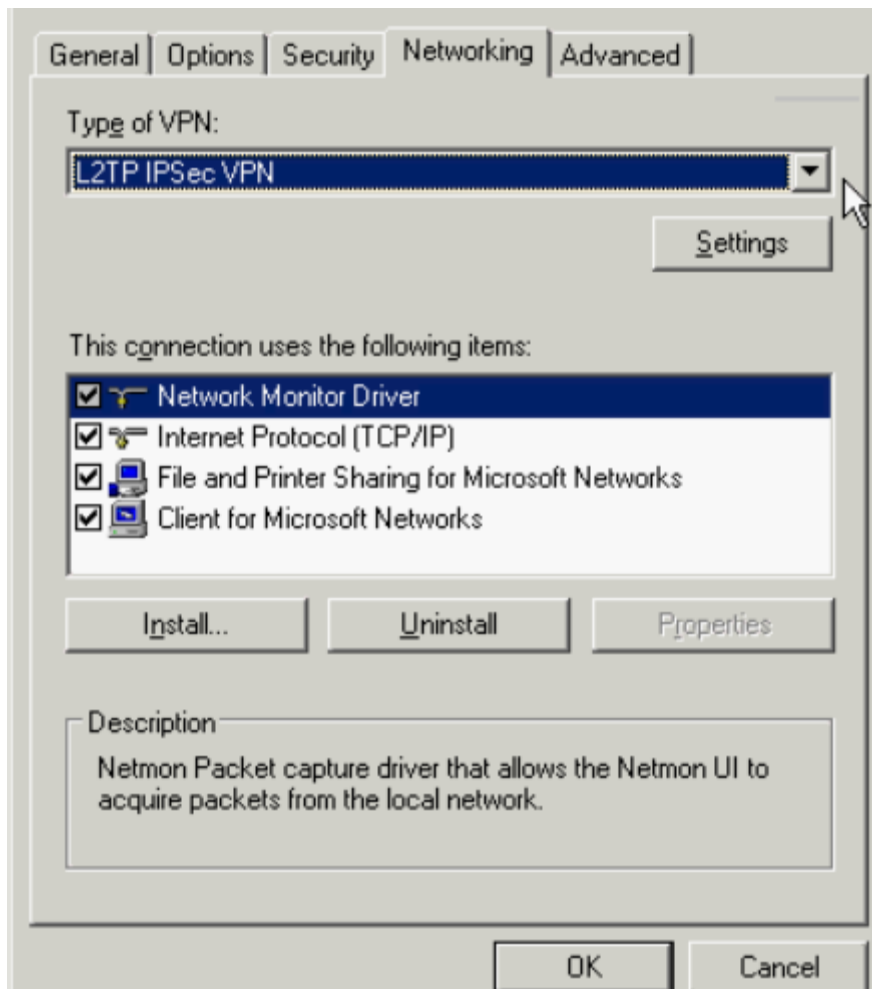 General Options Security Networking Advanced
Type of VPN:
L2TP IPSec VPN
Settings
This connection uses the following items:
Network Monitor Driver
Internet Protocol (TCP/IP)
File and Printer Sharing for Microsoft Networks
Client for Microsoft Networks
Install... Uninstall Properties
Description
Netmon Packet capture driver that allows the Netmon UI to
acquire packets from the local network.
OK Cancel